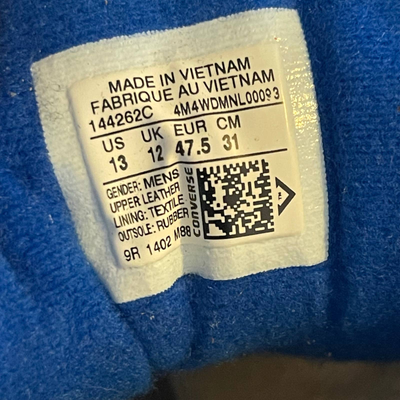 MADE IN VIETNAM
FABRIQUE AU VIETNAM
144262C 4M4WDMNL00093
US UK EUR CM
13 12 47.5 31
GENDER: MENS
UPPER LEATHER
LINING: TEXTILE
OUTSOLE: RUBBER
9R 1402 M88
CONVERSE